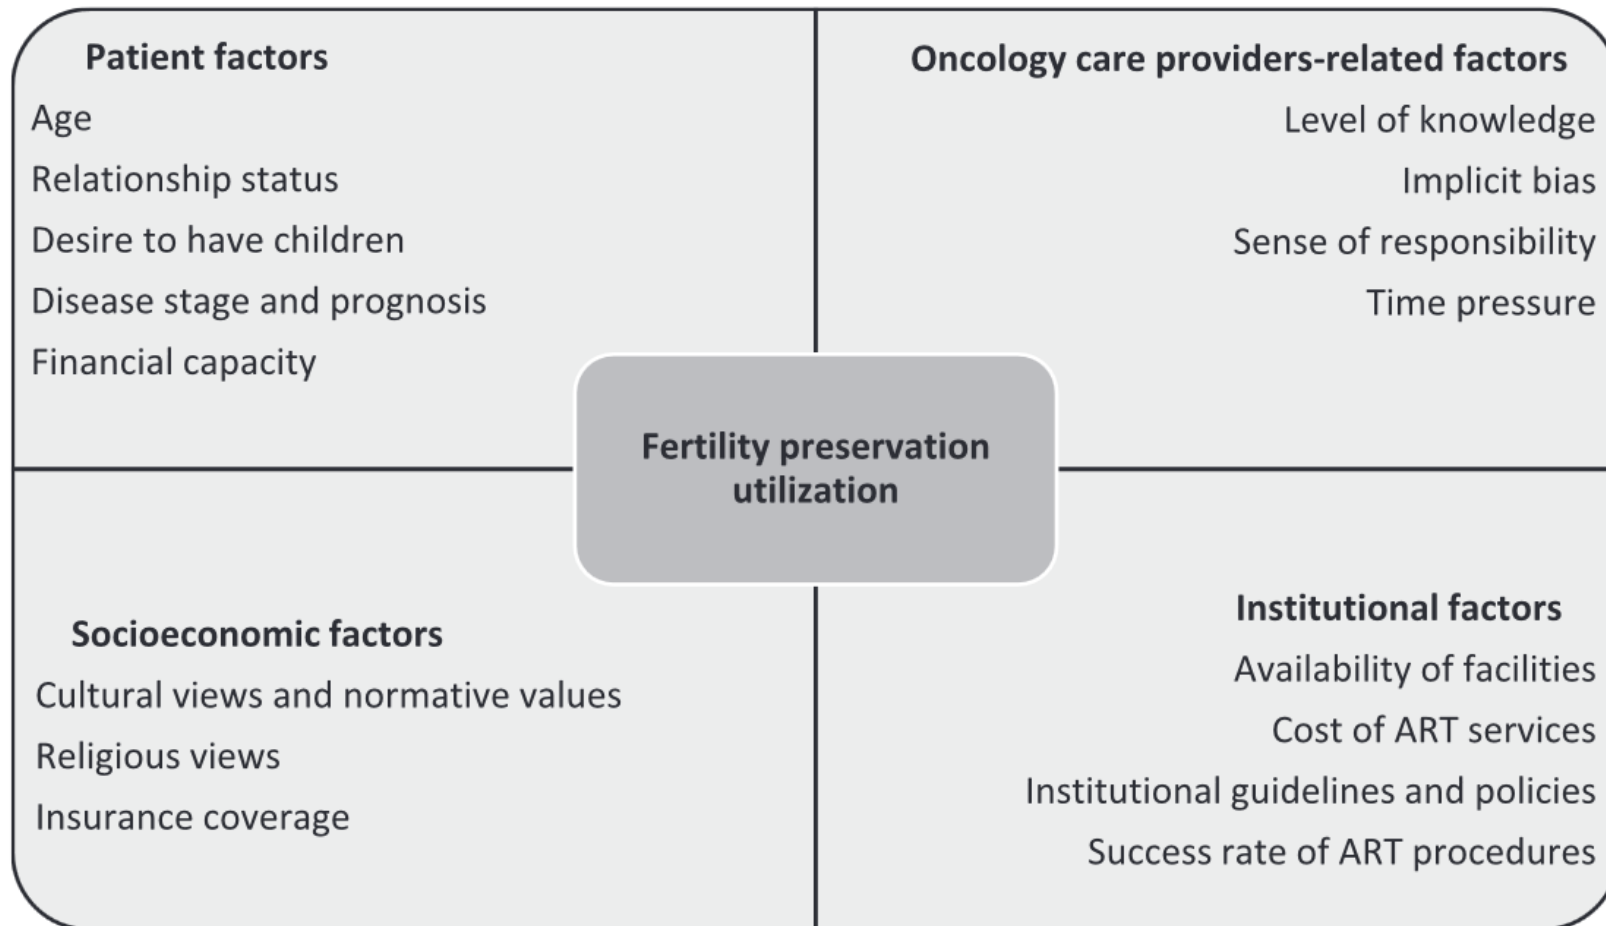 Patient factors
Age
Relationship status
Desire to have children
Disease stage and prognosis
Financial capacity
Oncology care providers-related factors
Level of knowledge
Implicit bias
Sense of responsibility
Time pressure
Fertility preservation
utilization
Socioeconomic factors
Cultural views and normative values
Religious views
Insurance coverage
Institutional factors
Availability of facilities
Cost of ART services
Institutional guidelines and policies
Success rate of ART procedures